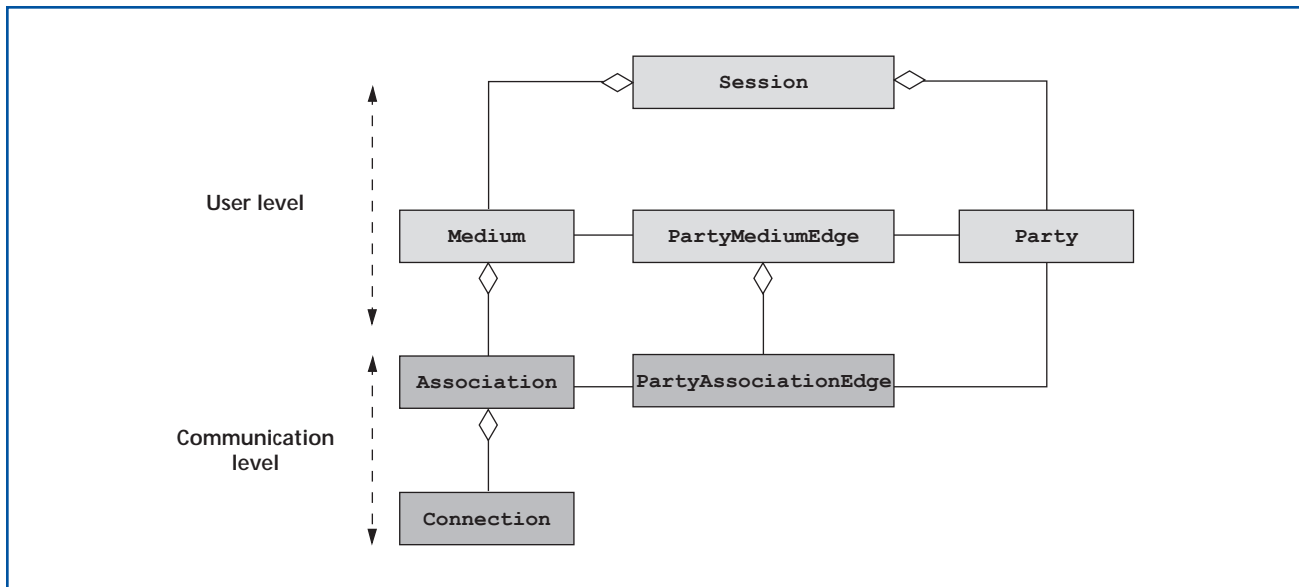 Session
User level
Medium
PartyMediumEdge
Party
Association
PartyAssociationEdge
Communication
level
Connection